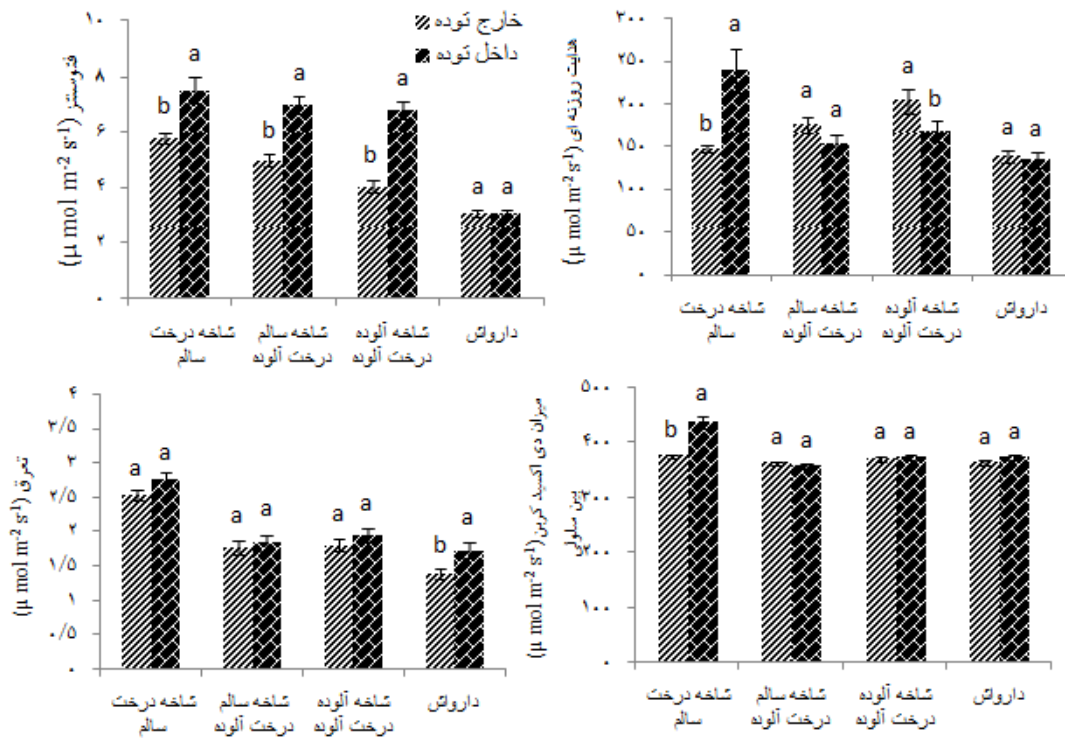 خارج توده
داخل توده
فتوسنتز (μ mol m-2 s-1)
۱۰
۸
۶
۴
۲
۰
b
a
b
a
b
a
a
a
شاخه درخت
سالم
شاخه سالم
درخت آلوده
شاخه آلوده
درخت آلوده
دارواش
هدایت روزنه ای (μ mol m-2 s-1)
۳۰۰
۲۵۰
۲۰۰
۱۵۰
۱۰۰
۵۰
۰
b
a
a
a
a
b
a
a
شاخه درخت
سالم
شاخه سالم
درخت آلوده
شاخه آلوده
درخت آلوده
دارواش
تعرق (μ mol m-2 s-1)
۴
۳/۵
۳
۲/۵
۲
۱/۵
۱
۰/۵
۰
a
a
a
a
a
a
b
a
شاخه درخت
سالم
شاخه سالم
درخت آلوده
شاخه آلوده
درخت آلوده
دارواش
میزان دی اکسید کربن
بین سلولی (μ mol m-2 s-1)
۵۰۰
۴۰۰
۳۰۰
۲۰۰
۱۰۰
۰
b
a
a
a
a
a
a
a
شاخه درخت
سالم
شاخه سالم
درخت آلوده
شاخه آلوده
درخت آلوده
دارواش